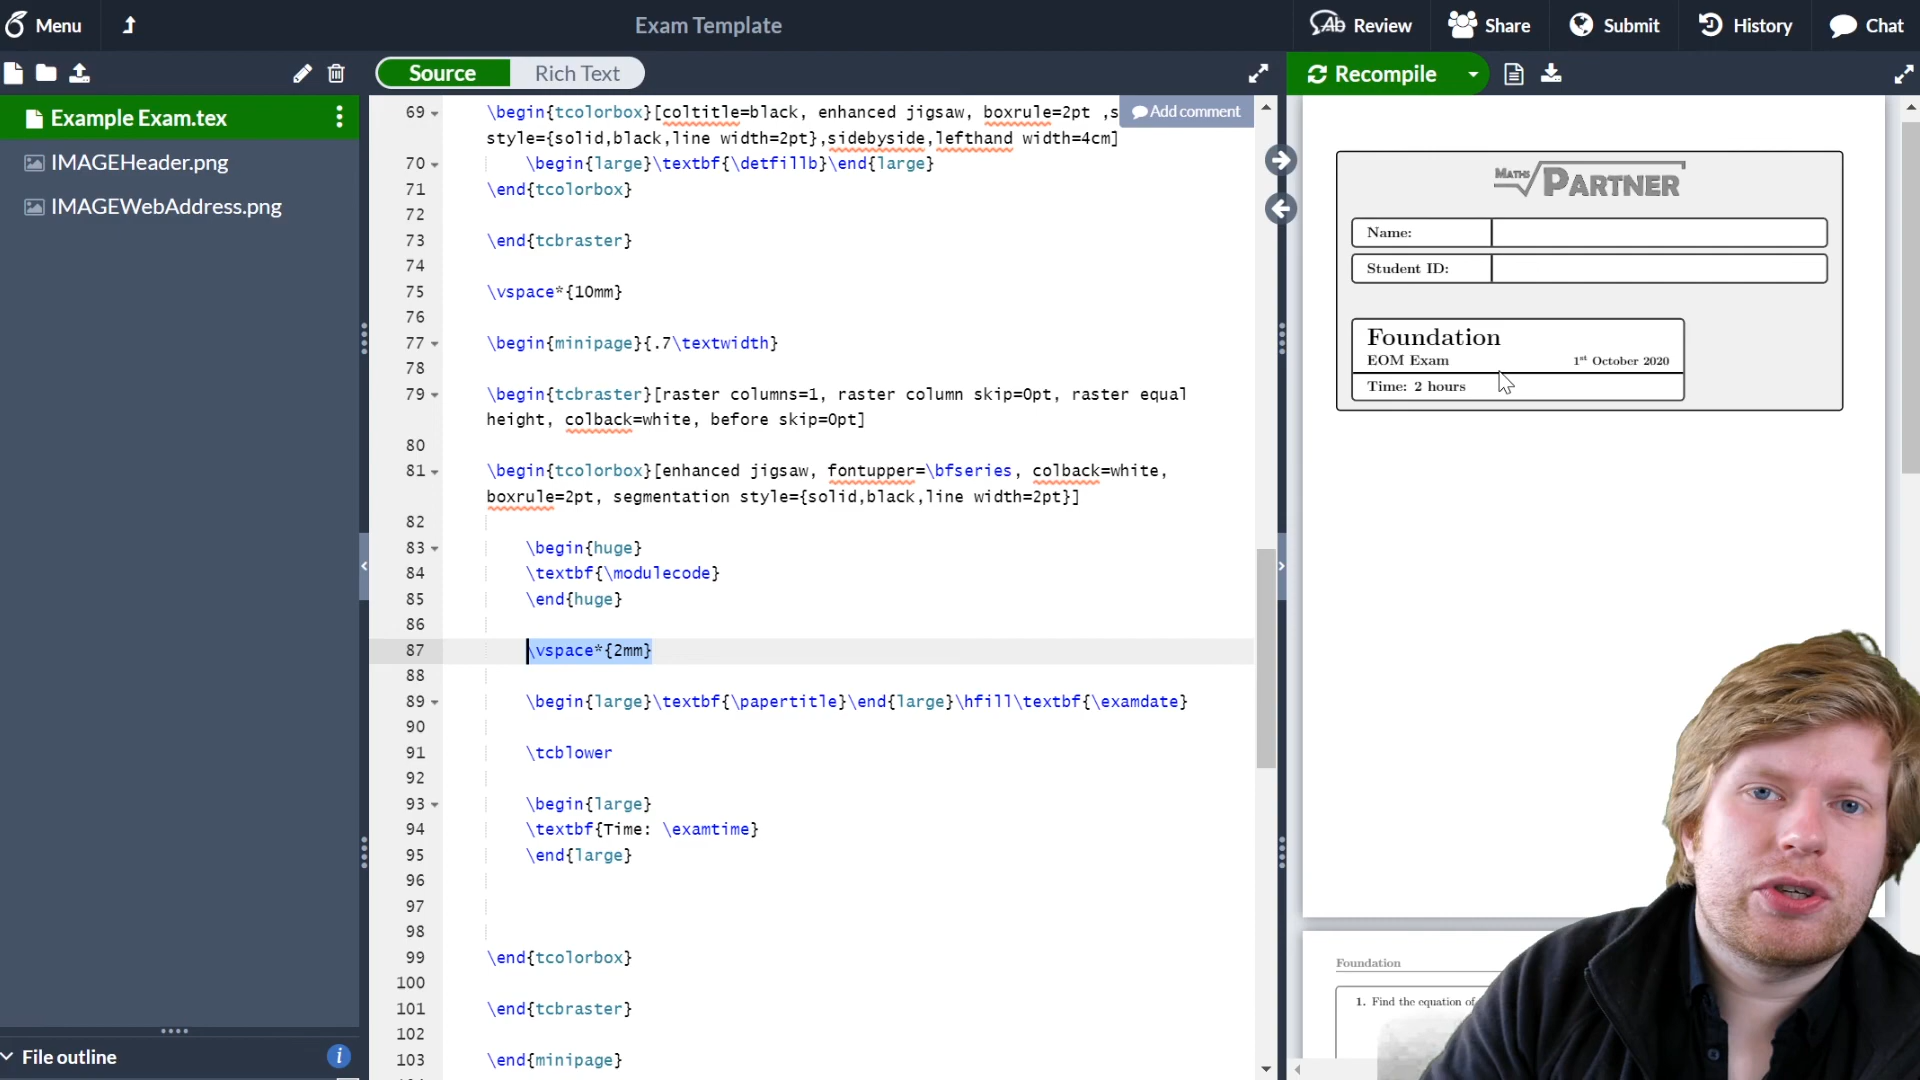 Menu
Exam Template
Review
Share
Submit
History
Chat
Source
Rich Text
Recompile
Example Exam.tex
IMAGEHeader.png
IMAGEWebAddress.png
Add comment
69 \begin{tcolorbox}[coltitle=black, enhanced jigsaw, boxrule=2pt ,s
style={solid,black,line width=2pt},sidebyside,lefthand width=4cm]
70 \begin{large}\textbf{\detfillb}\end{large}
71 \end{tcolorbox}
72
73 \end{tcbraster}
74
75 \vspace*{10mm}
76
77 \begin{minipage}{.7\textwidth}
78
79 \begin{tcbraster}[raster columns=1, raster column skip=0pt, raster equal
height, colback=white, before skip=0pt]
80
81 \begin{tcolorbox}[enhanced jigsaw, fontupper=\bfseries, colback=white,
boxrule=2pt, segmentation style={solid,black,line width=2pt}]
82
83 \begin{huge}
84 \textbf{\modulecode}
85 \end{huge}
86
87 \vspace*{2mm}
88
89 \begin{large}\textbf{\papertitle}\end{large}\hfill\textbf{\examdate}
90
91 \tcblower
92
93 \begin{large}
94 \textbf{Time: \examtime}
95 \end{large}
96
97
98
99 \end{tcolorbox}
100
101 \end{tcbraster}
102
103 \end{minipage}
File outline
MATHS PARTNER
Name:
Student ID:
Foundation
EOM Exam 1st October 2020
Time: 2 hours
Foundation
1. Find the equation of